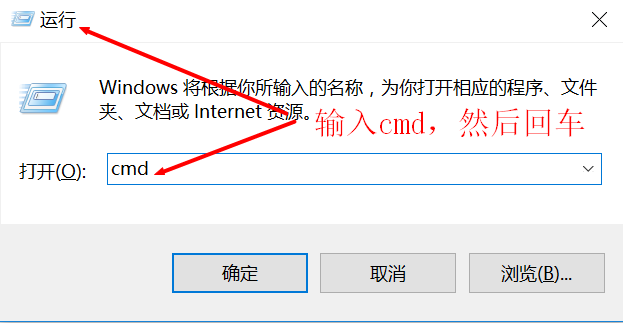 运行
Windows 将根据你所输入的名称，为你打开相应的程序、文件
夹、文档或 Internet 资源。
输入cmd，然后回车
打开(O): cmd
确定 取消 浏览(B)...